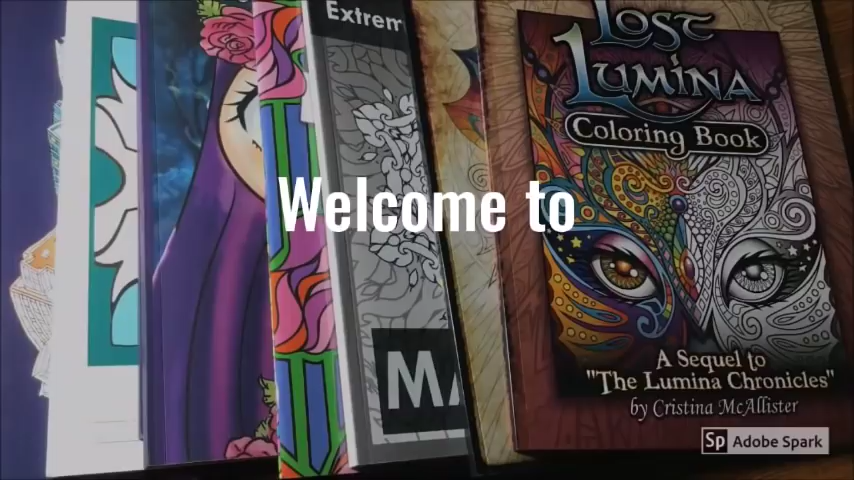 Extrem
Lost
Lumina
Coloring Book
Welcome to
MA
A Sequel to
"The Lumina Chronicles"
by Cristina McAllister
Sp Adobe Spark